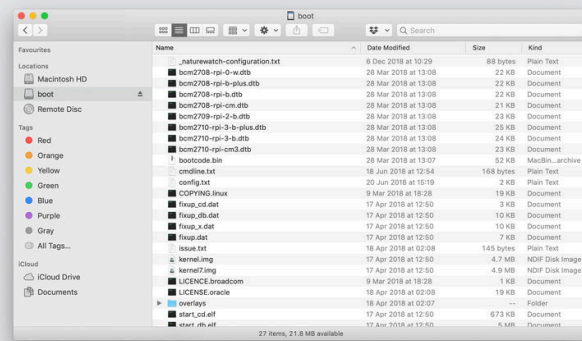 boot
Search
Favourites
Locations
Macintosh HD
boot
Remote Disc
Tags
Red
Orange
Yellow
Green
Blue
Purple
Gray
All Tags...
iCloud
iCloud Drive
Documents
Name Date Modified Size Kind
_naturewatch-configuration.txt 6 Dec 2018 at 10:29 88 bytes Plain Text
bcm2708-rpi-0-w.dtb 28 Mar 2018 at 13:08 22 KB Document
bcm2708-rpi-b-plus.dtb 28 Mar 2018 at 13:08 22 KB Document
bcm2708-rpi-b.dtb 28 Mar 2018 at 13:08 22 KB Document
bcm2708-rpi-cm.dtb 28 Mar 2018 at 13:08 21 KB Document
bcm2709-rpi-2-b.dtb 28 Mar 2018 at 13:08 23 KB Document
bcm2710-rpi-3-b-plus.dtb 28 Mar 2018 at 13:08 25 KB Document
bcm2710-rpi-3-b.dtb 28 Mar 2018 at 13:08 24 KB Document
bcm2710-rpi-cm3.dtb 28 Mar 2018 at 13:08 23 KB Document
bootcode.bin 28 Mar 2018 at 13:07 52 KB MacBin...archive
cmdline.txt 18 Jun 2018 at 12:54 168 bytes Plain Text
config.txt 20 Jun 2018 at 15:19 2 KB Plain Text
COPYING.linux 9 Mar 2018 at 18:28 19 KB Document
fixup_cd.dat 17 Apr 2018 at 12:50 3 KB Document
fixup_db.dat 17 Apr 2018 at 12:50 10 KB Document
fixup_x.dat 17 Apr 2018 at 12:50 10 KB Document
fixup.dat 17 Apr 2018 at 12:50 7 KB Document
issue.txt 18 Apr 2018 at 02:08 145 bytes Plain Text
kernel.img 17 Apr 2018 at 12:50 4.7 MB NDIF Disk Image
kernel7.img 17 Apr 2018 at 12:50 4.9 MB NDIF Disk Image
LICENCE.broadcom 9 Mar 2018 at 18:28 1 KB Document
LICENSE.oracle 18 Apr 2018 at 02:08 19 KB Document
overlays 18 Apr 2018 at 02:07 -- Folder
start_cd.elf 17 Apr 2018 at 12:50 673 KB Document
start_db.elf 17 Apr 2018 at 12:50 5 MB Document
27 items, 21.8 MB available